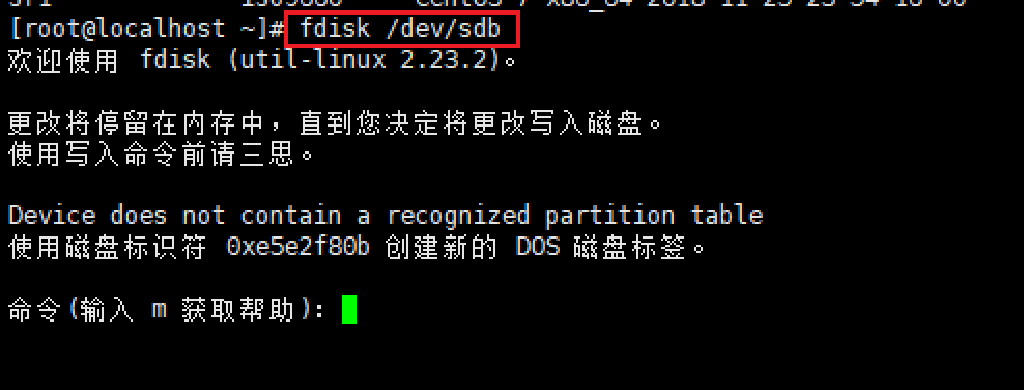 [root@localhost ~]# fdisk /dev/sdb
欢迎使用 fdisk (util-linux 2.23.2)。
更改将停留在内存中，直到您决定将更改写入磁盘。
使用写入命令前请三思。
Device does not contain a recognized partition table
使用磁盘标识符 0xe5e2f80b 创建新的 DOS 磁盘标签。
命令(输入 m 获取帮助)：